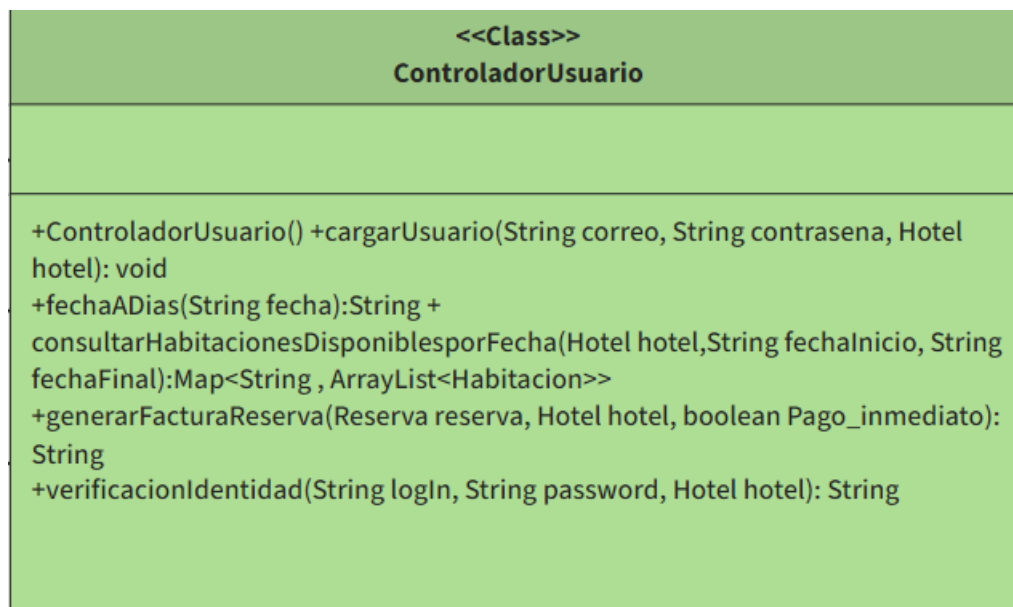 <<Class>>
ControladorUsuario
+ControladorUsuario() +cargarUsuario(String correo, String contrasena, Hotel
hotel): void
+fechaADias(String fecha):String +
consultarHabitacionesDisponiblesporFecha(Hotel hotel,String fechaInicio, String
fechaFinal):Map<String , ArrayList<Habitacion>>
+generarFacturaReserva(Reserva reserva, Hotel hotel, boolean Pago_inmediato):
String
+verificacionIdentidad(String logIn, String password, Hotel hotel): String